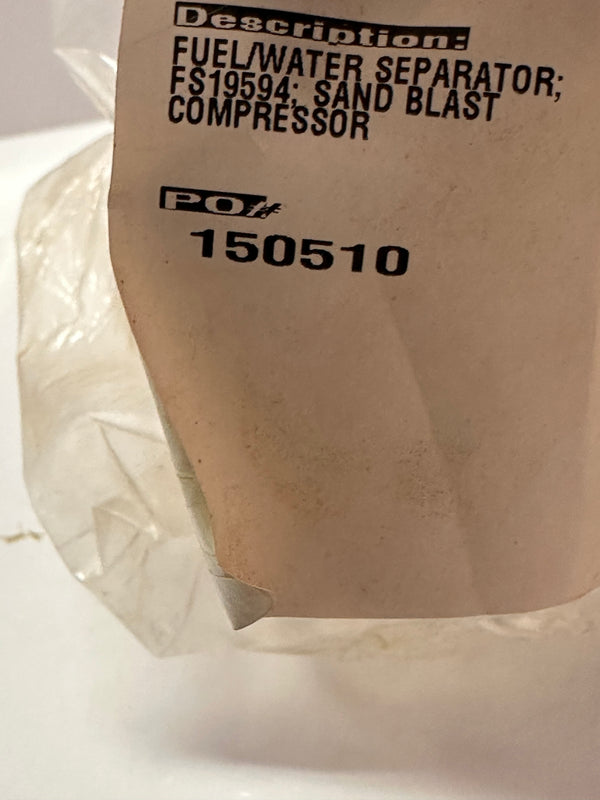 Description:
FUEL/WATER SEPARATOR;
FS19594; SAND BLAST
COMPRESSOR
PO#
150510